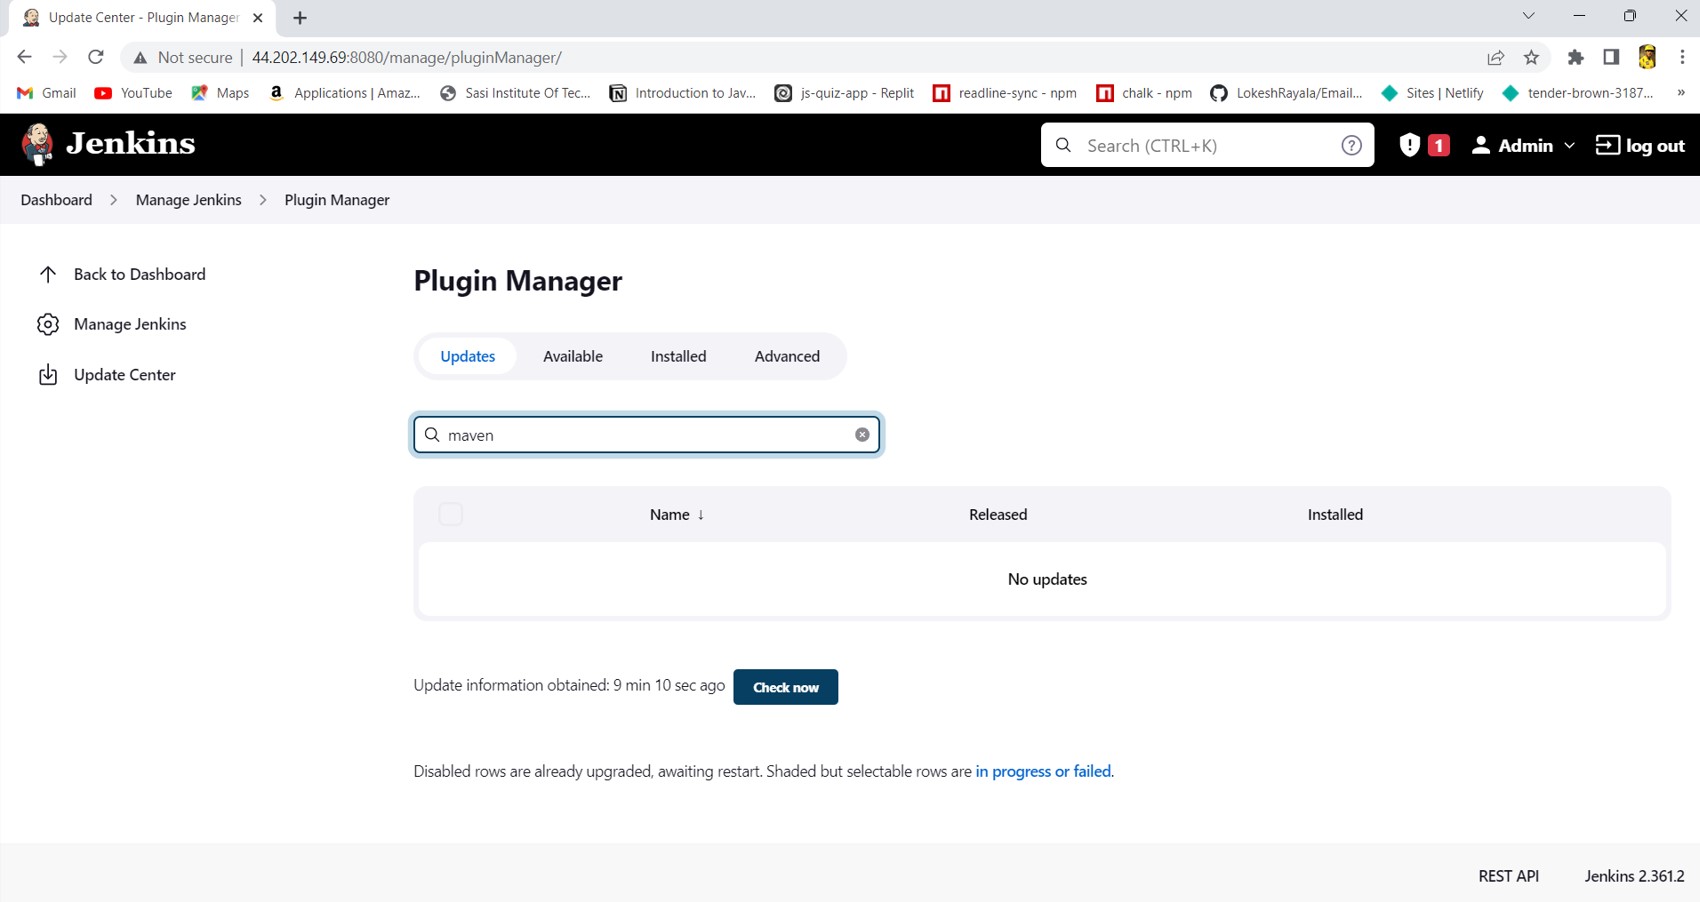 Update Center - Plugin Manager
Not secure | 44.202.149.69:8080/manage/pluginManager/
Gmail YouTube Maps Applications | Amaz... Sasi Institute Of Tec... Introduction to Jav... js-quiz-app - Replit readline-sync - npm chalk - npm LokeshRayala/Email... Sites | Netlify tender-brown-3187... »
Jenkins Search (CTRL+K) ? 1 Admin log out
Dashboard > Manage Jenkins > Plugin Manager
Back to Dashboard
Manage Jenkins
Update Center
Plugin Manager
Updates Available Installed Advanced
maven
Name ↓ Released Installed
No updates
Update information obtained: 9 min 10 sec ago Check now
Disabled rows are already upgraded, awaiting restart. Shaded but selectable rows are in progress or failed.
REST API Jenkins 2.361.2